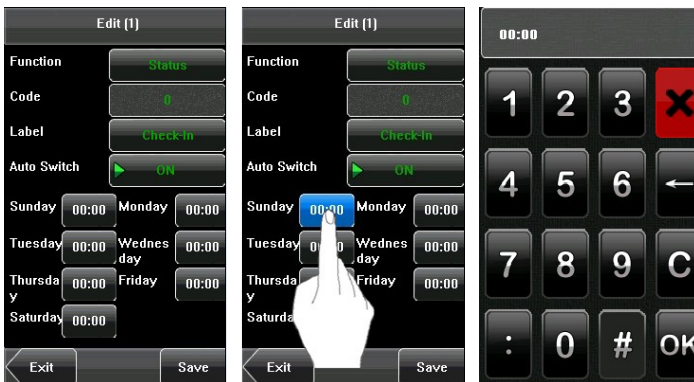 Edit (1)
Function Status
Code 0
Label Check-In
Auto Switch ON
Sunday 00:00 Monday 00:00
Tuesday 00:00 Wednes
day 00:00
Thursda
y 00:00 Friday 00:00
Saturday 00:00
Exit Save
Edit (1)
Function Status
Code 0
Label Check-In
Auto Switch ON
Sunday 00:00 Monday 00:00
Tuesday Wednes
day 00:00
Thursda
y Friday 00:00
Exit Save
00:00
1 2 3 X
4 5 6 ←
7 8 9 C
: 0 # OK